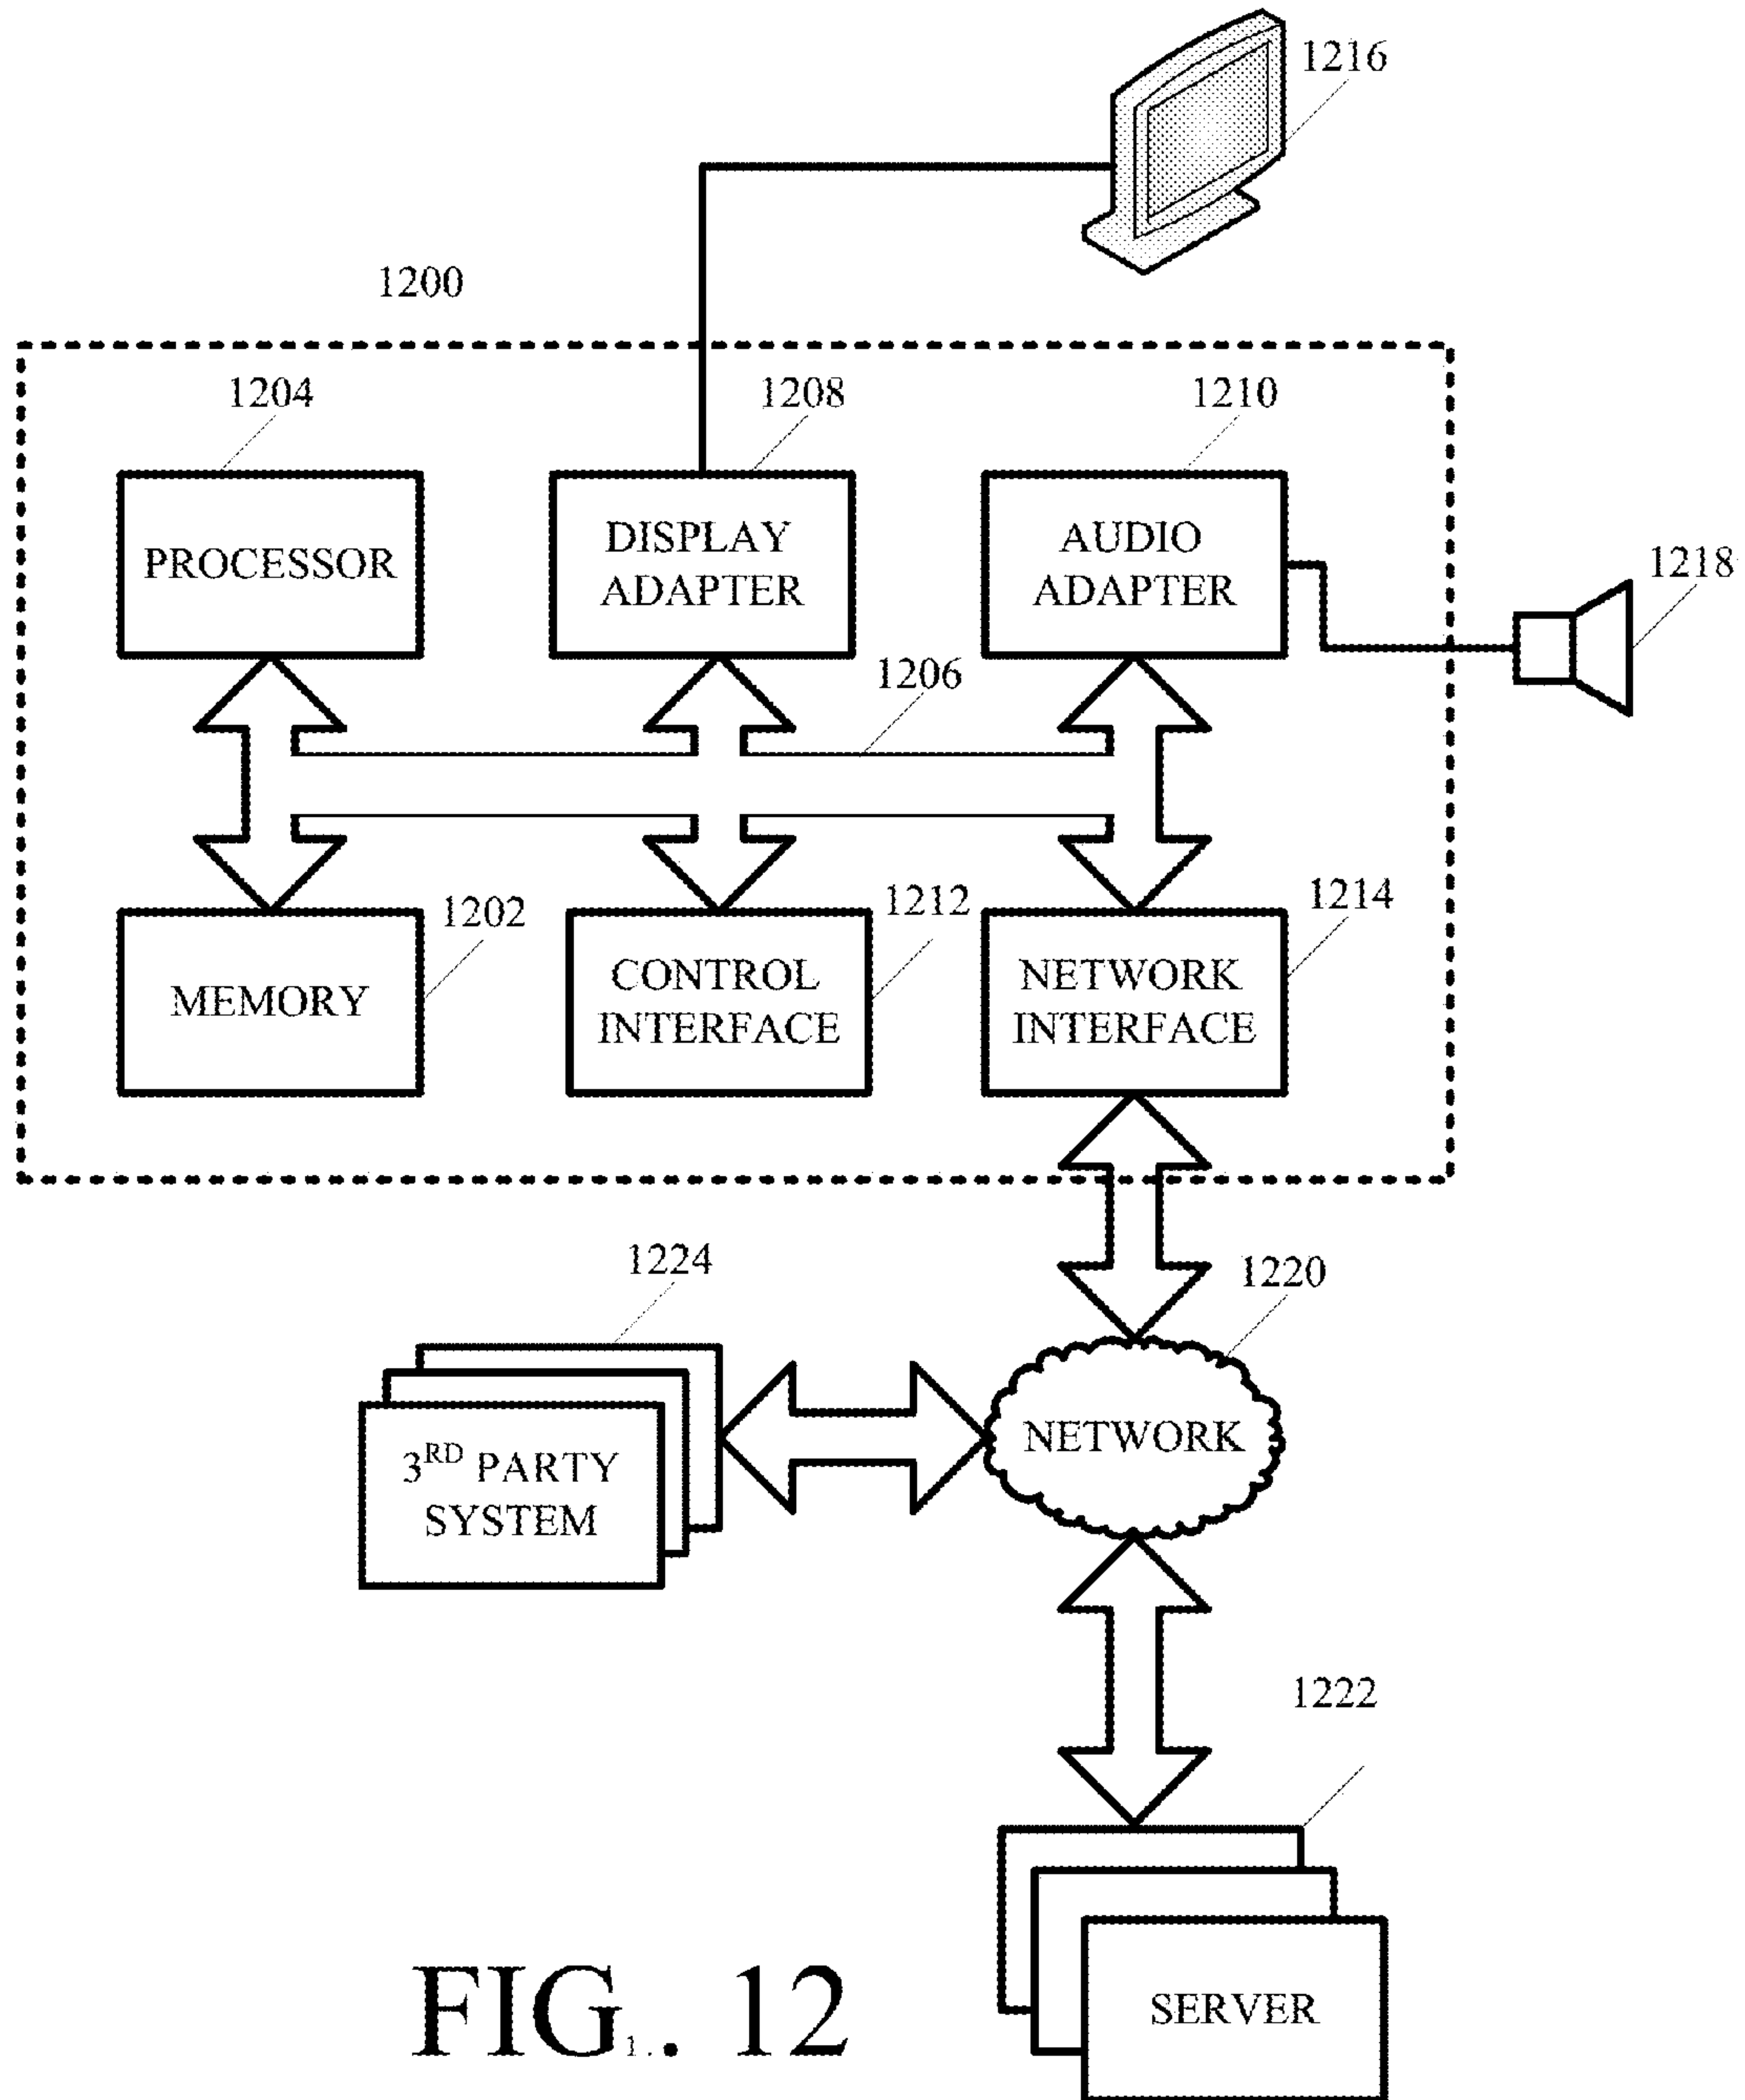 1216
1200
1204
1208
1210
PROCESSOR
DISPLAY
ADAPTER
AUDIO
ADAPTER
1218
1206
1202
1212
1214
MEMORY
CONTROL
INTERFACE
NETWORK
INTERFACE
1224
1220
3RD PARTY
SYSTEM
NETWORK
1222
SERVER
FIG. 12